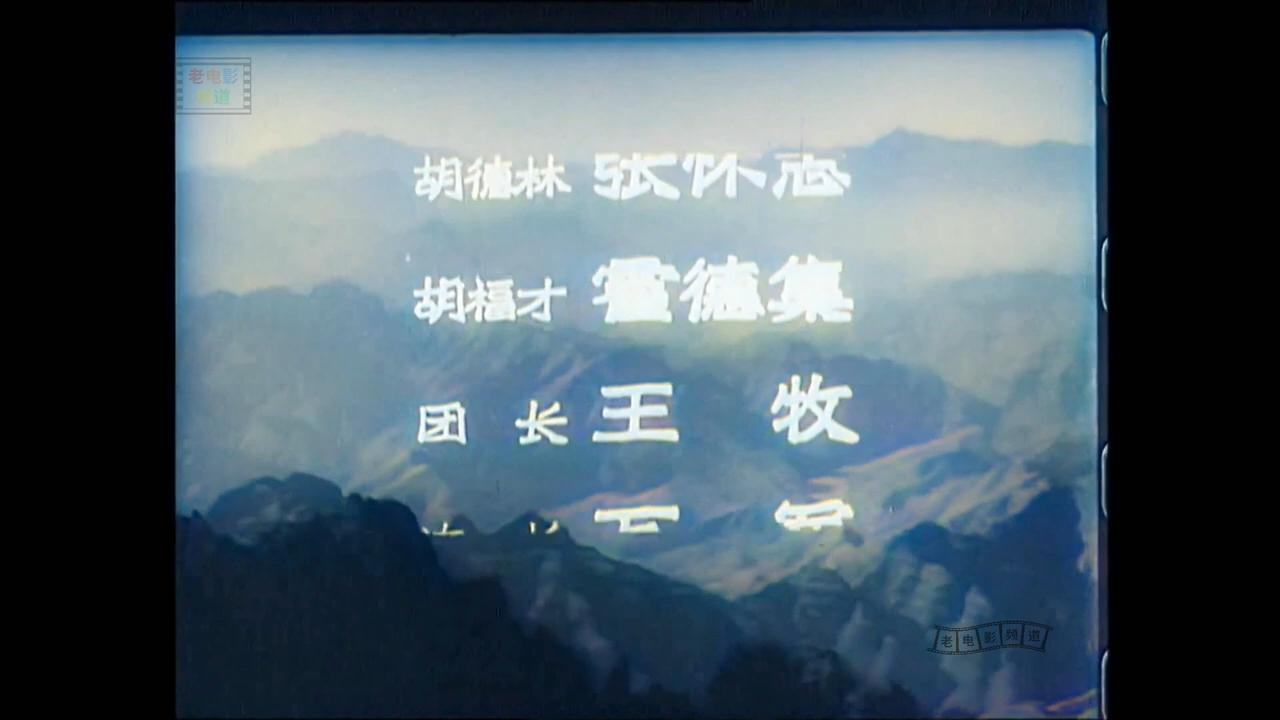 老电影
频道
胡德林 张怀志
胡福才 霍德集
团长 王牧
老电影频道